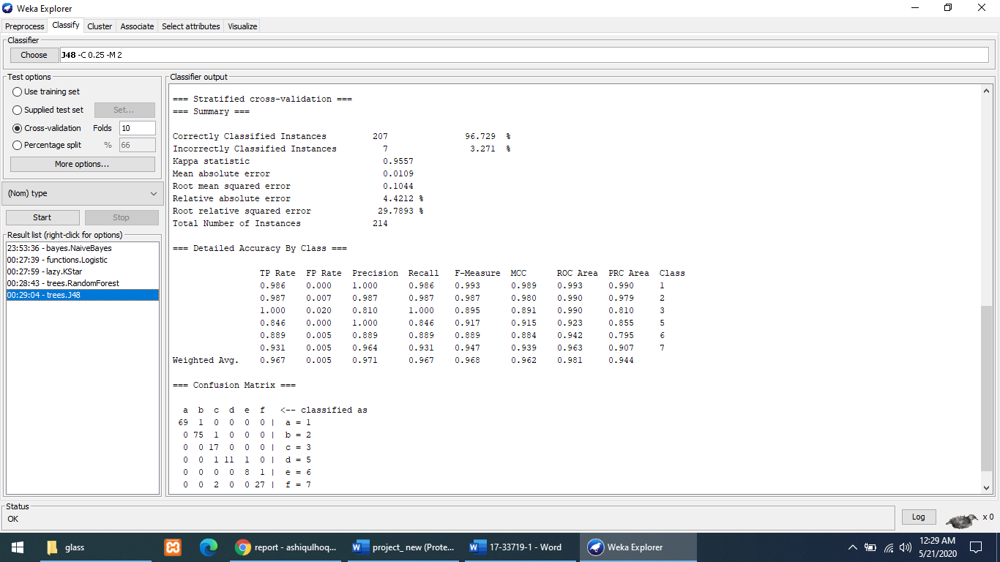 Weka Explorer
Preprocess Classify Cluster Associate Select attributes Visualize
Classifier
Choose J48 -C 0.25 -M 2
Test options
Use training set
Supplied test set Set...
Cross-validation Folds 10
Percentage split % 66
More options...
(Nom) type
Start Stop
Result list (right-click for options)
23:53:36 - bayes.NaiveBayes
00:27:39 - functions.Logistic
00:27:59 - lazy.KStar
00:28:43 - trees.RandomForest
00:29:04 - trees.J48
Classifier output
=== Stratified cross-validation ===
=== Summary ===
Correctly Classified Instances 207 96.729 %
Incorrectly Classified Instances 7 3.271 %
Kappa statistic 0.9557
Mean absolute error 0.0109
Root mean squared error 0.1044
Relative absolute error 4.4212 %
Root relative squared error 29.7893 %
Total Number of Instances 214
=== Detailed Accuracy By Class ===
TP Rate FP Rate Precision Recall F-Measure MCC ROC Area PRC Area Class
0.986 0.000 1.000 0.986 0.993 0.989 0.993 0.990 1
0.987 0.007 0.987 0.987 0.987 0.980 0.990 0.979 2
1.000 0.020 0.810 1.000 0.895 0.891 0.990 0.810 3
0.846 0.000 1.000 0.846 0.917 0.915 0.923 0.855 5
0.889 0.005 0.889 0.889 0.889 0.884 0.942 0.795 6
0.931 0.005 0.964 0.931 0.947 0.939 0.963 0.907 7
Weighted Avg. 0.967 0.005 0.971 0.967 0.968 0.962 0.981 0.944
=== Confusion Matrix ===
a b c d e f <-- classified as
69 1 0 0 0 0 | a = 1
0 75 1 0 0 0 | b = 2
0 0 17 0 0 0 | c = 3
0 0 1 11 1 0 | d = 5
0 0 0 0 8 1 | e = 6
0 0 2 0 0 27 | f = 7
Status
OK
Log x 0
glass
report - ashiqulhoq...
project_ new (Prote...
17-33719-1 - Word
Weka Explorer
12:29 AM
5/21/2020